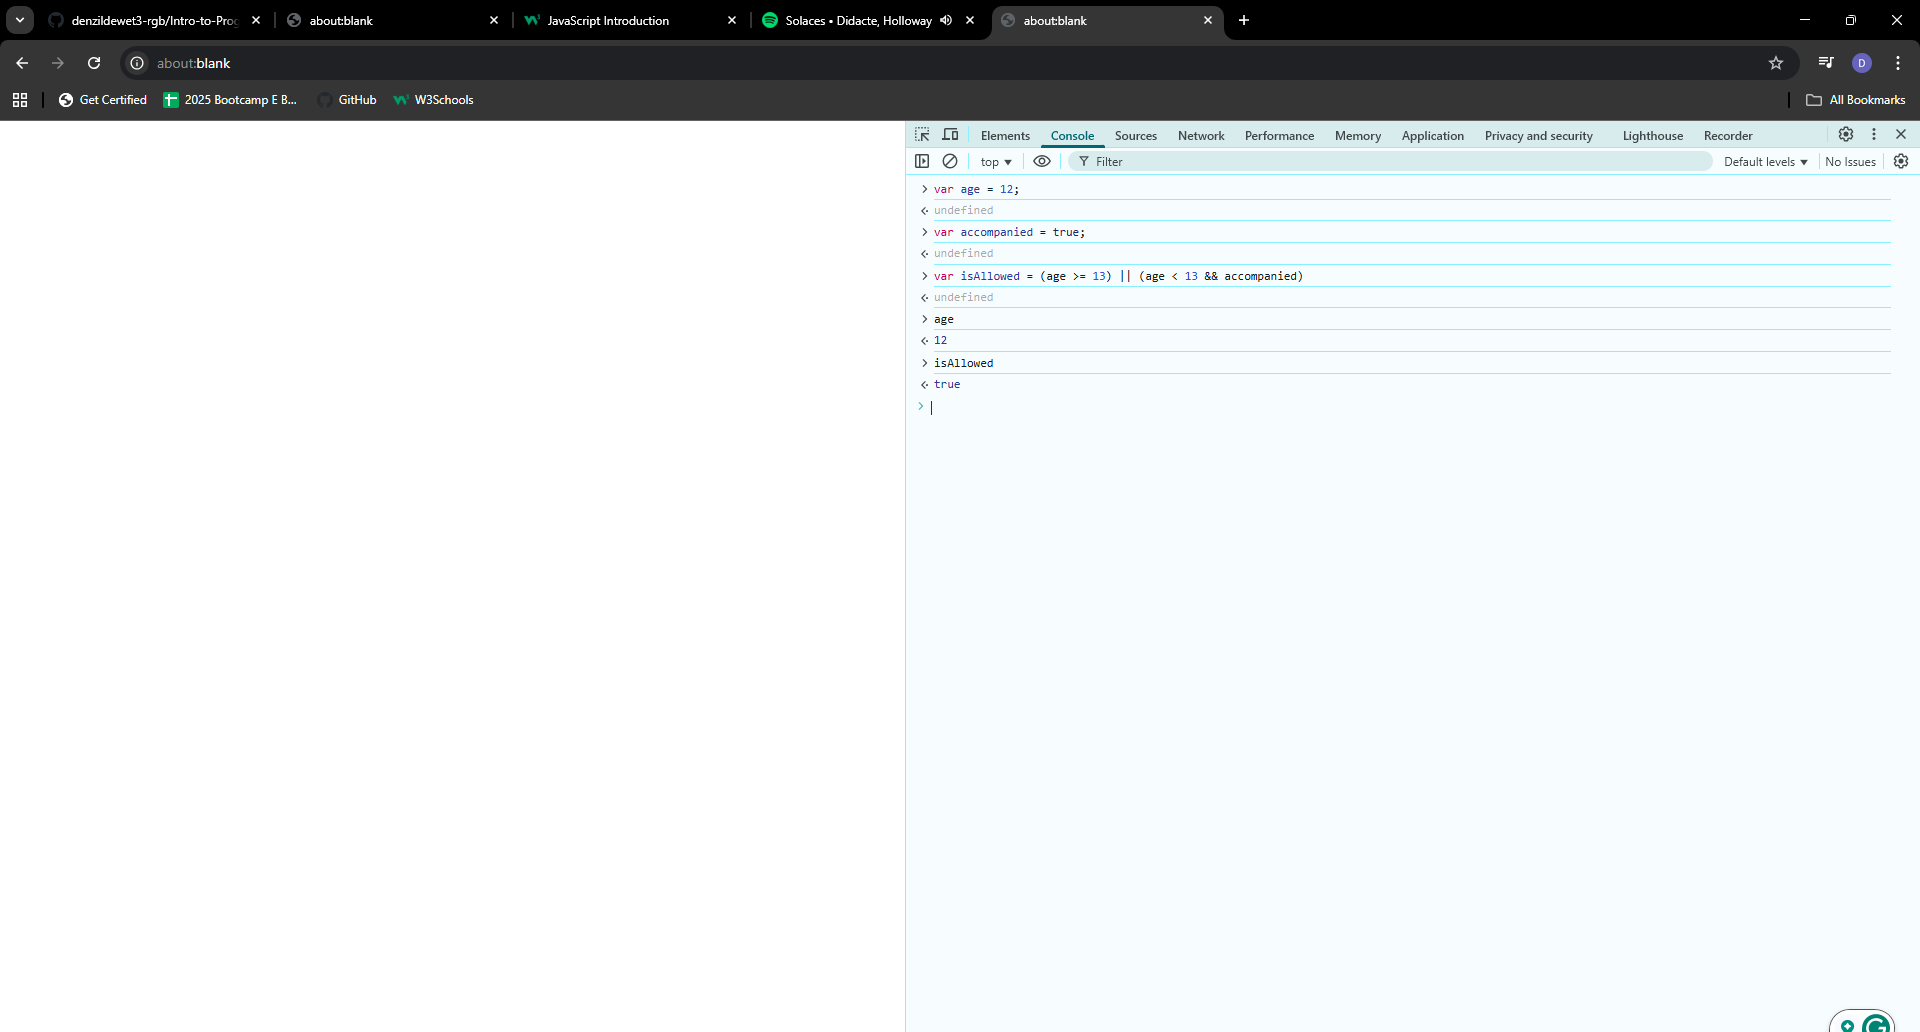 denzildewet3-rgb/Intro-to-Prog
about:blank
JavaScript Introduction
Solaces • Didacte, Holloway
about:blank
about:blank
D
Get Certified
2025 Bootcamp E B...
GitHub
W3Schools
All Bookmarks
Elements Console Sources Network Performance Memory Application Privacy and security Lighthouse Recorder
top Filter Default levels No Issues
> var age = 12;
<· undefined
> var accompanied = true;
<· undefined
> var isAllowed = (age >= 13) || (age < 13 && accompanied)
<· undefined
> age
<· 12
> isAllowed
<· true
>